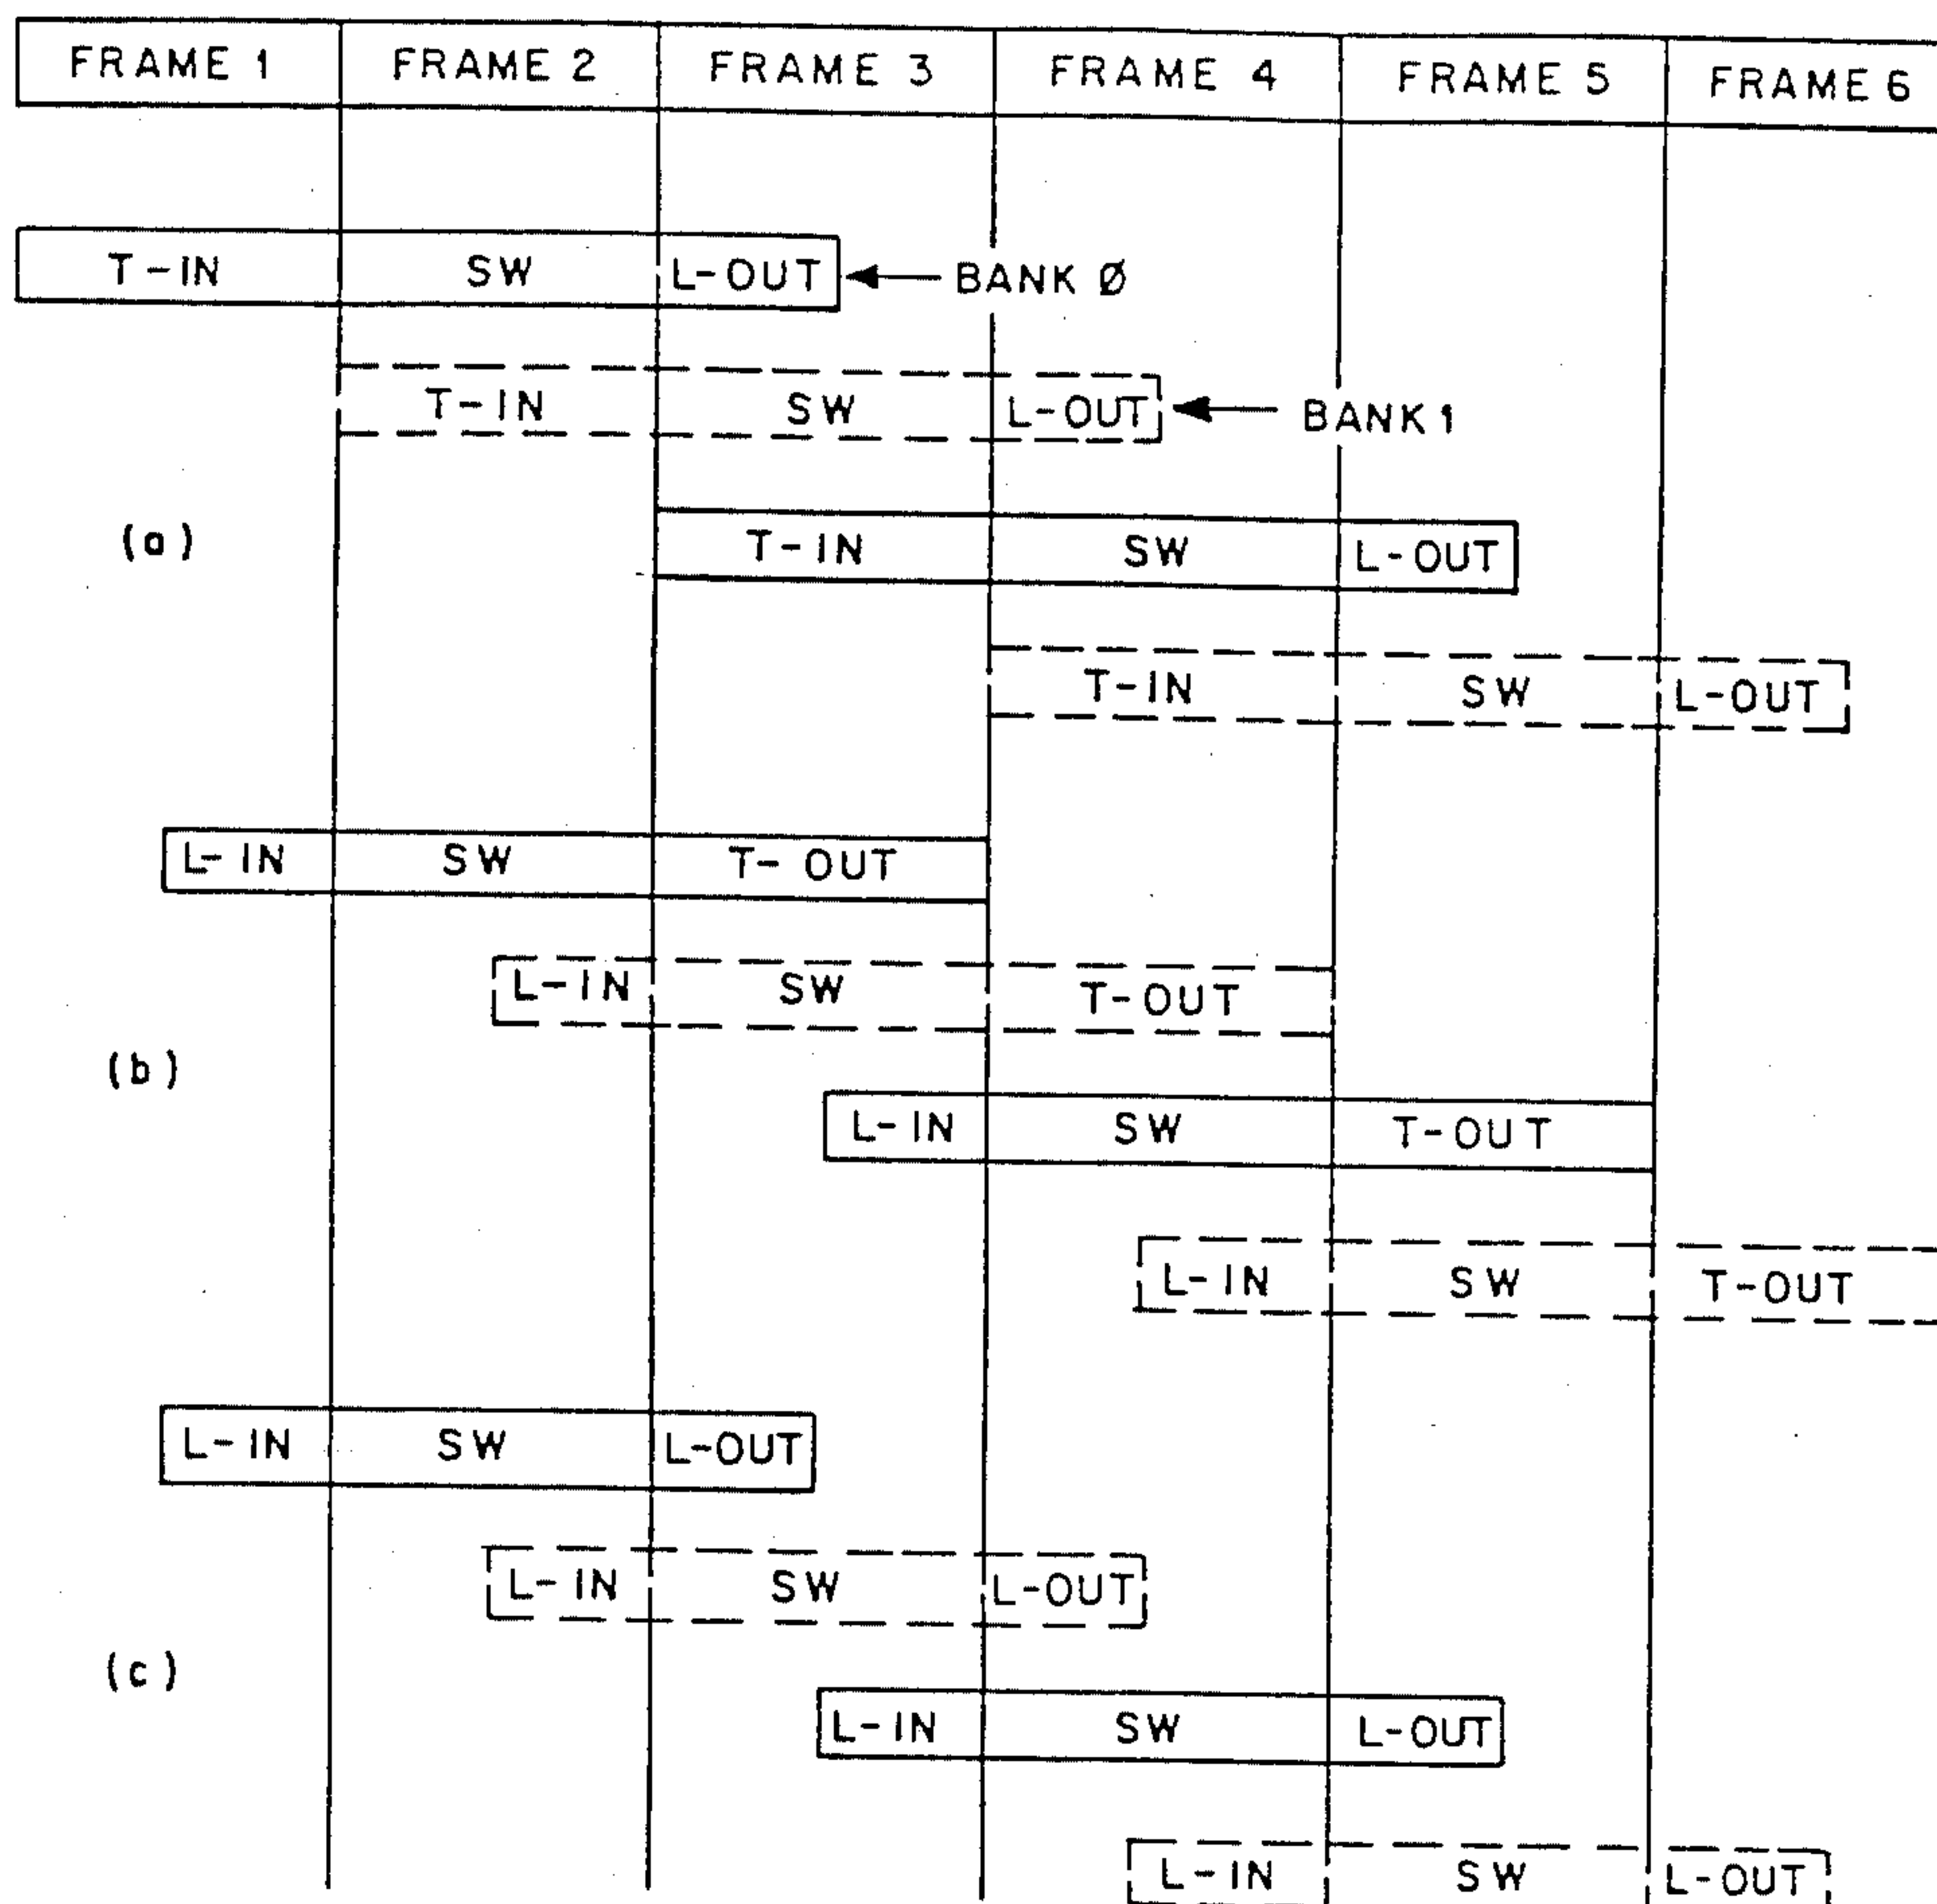 FRAME 1 FRAME 2 FRAME 3 FRAME 4 FRAME 5 FRAME 6
T-IN SW L-OUT BANK Ø
T-IN SW L-OUT BANK 1
(a) T-IN SW L-OUT
T-IN SW L-OUT
L-IN SW T-OUT
L-IN SW T-OUT
(b)
L-IN SW T-OUT
L-IN SW T-OUT
L-IN SW L-OUT
L-IN SW L-OUT
(c)
L-IN SW L-OUT
L-IN SW L-OUT